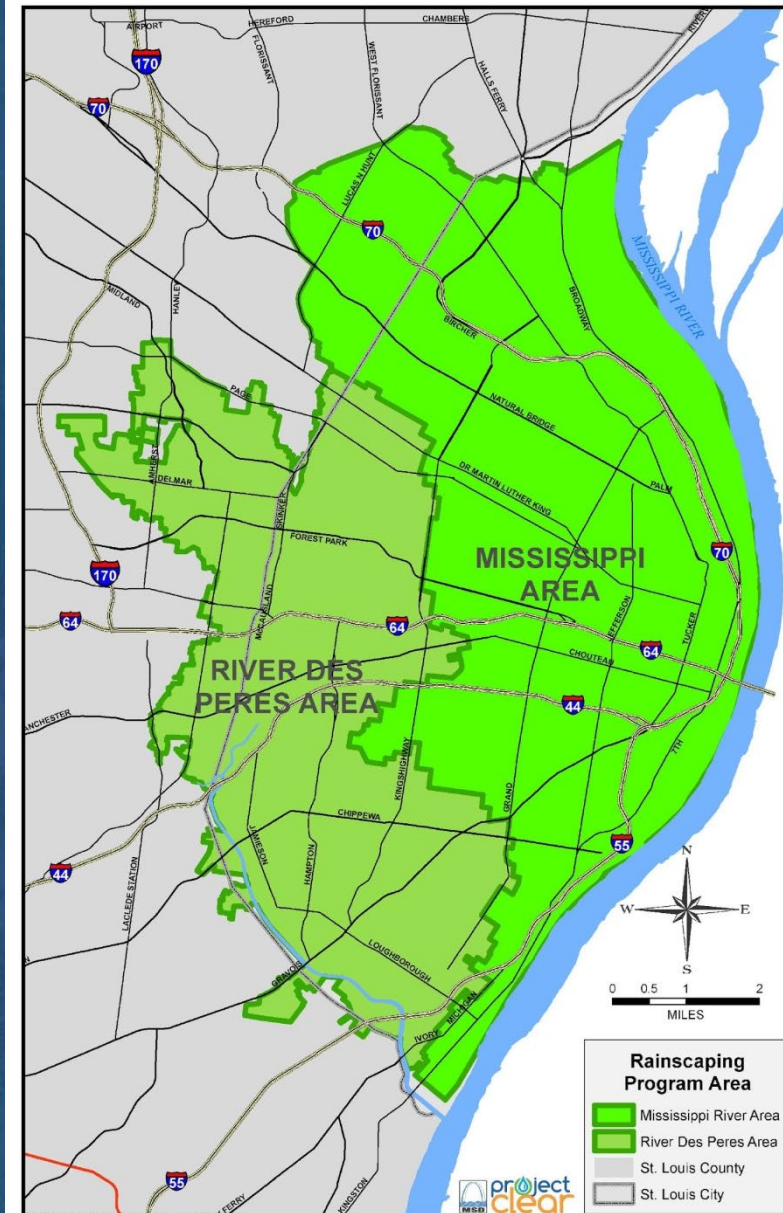 AIRPORT
HEREFORD
CHAMBERS
170
FLORISSANT
WEST FLORISSANT
HALLS FERRY
70
LUCAS N HUNT
70
MISSISSIPPI RIVER
MIDLAND
HANLEY
BIRCHER
BROADWAY
PAGE
NATURAL BRIDGE
AMHERST
DELMAR
DR MARTIN LUTHER KING
PALM
SKINKER
FOREST PARK
MISSISSIPPI
AREA
70
170
64
MCCAUSLAND
64
JEFFERSON
TUCKER
64
CHOUTEAU
RIVER DES
PERES AREA
44
7TH
KINGSHIGHWAY
GRAND
CHIPPEWA
JAMIESON
HAMPTON
55
44
LACLEDE STATION
LOUGHBOROUGH
GRAVOIS
MICHIGAN
IVORY
55
FERRY
KINGSTON
N
W
E
S
0 0.5 1 2
MILES
Rainscaping
Program Area
Mississippi River Area
River Des Peres Area
St. Louis County
St. Louis City
MSD
project
clear